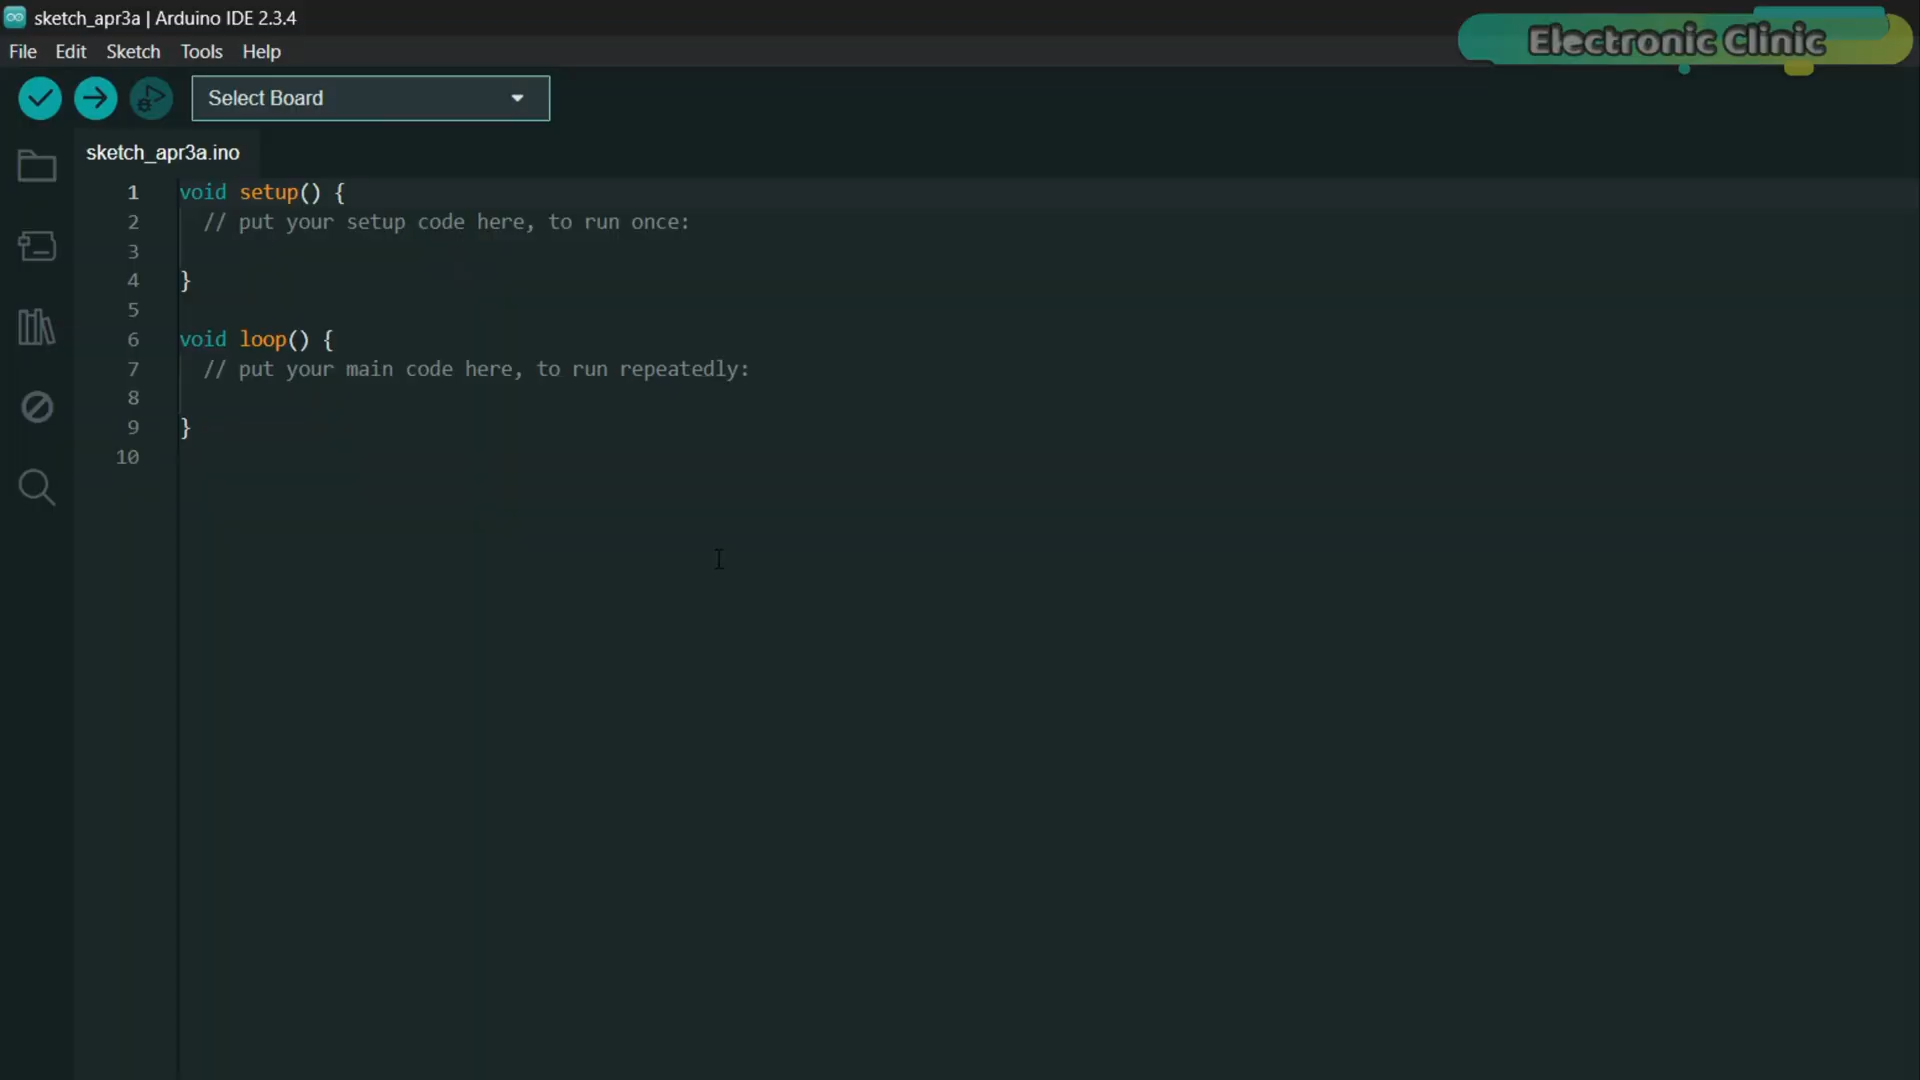 sketch_apr3a | Arduino IDE 2.3.4
Electronic Clinic
File Edit Sketch Tools Help
Select Board
sketch_apr3a.ino
1 void setup() {
2 // put your setup code here, to run once:
3
4 }
5
6 void loop() {
7 // put your main code here, to run repeatedly:
8
9 }
10